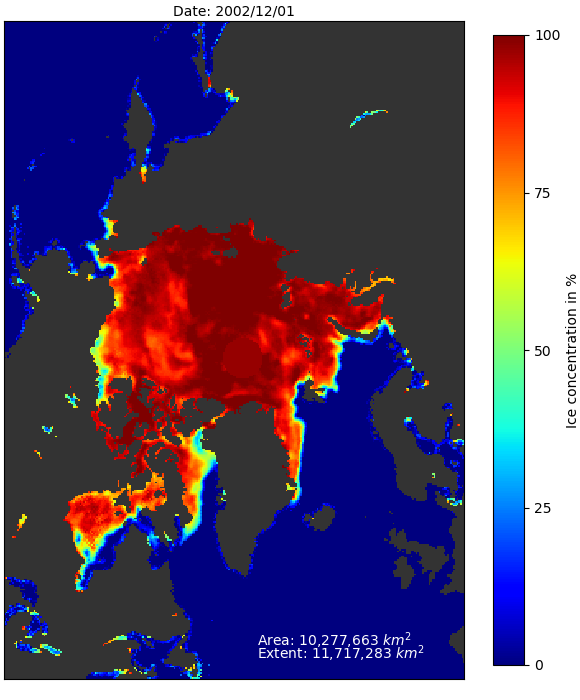 Date: 2002/12/01
100
75
50
25
0
Ice concentration in %
Area: 10,277,663 km²
Extent: 11,717,283 km²